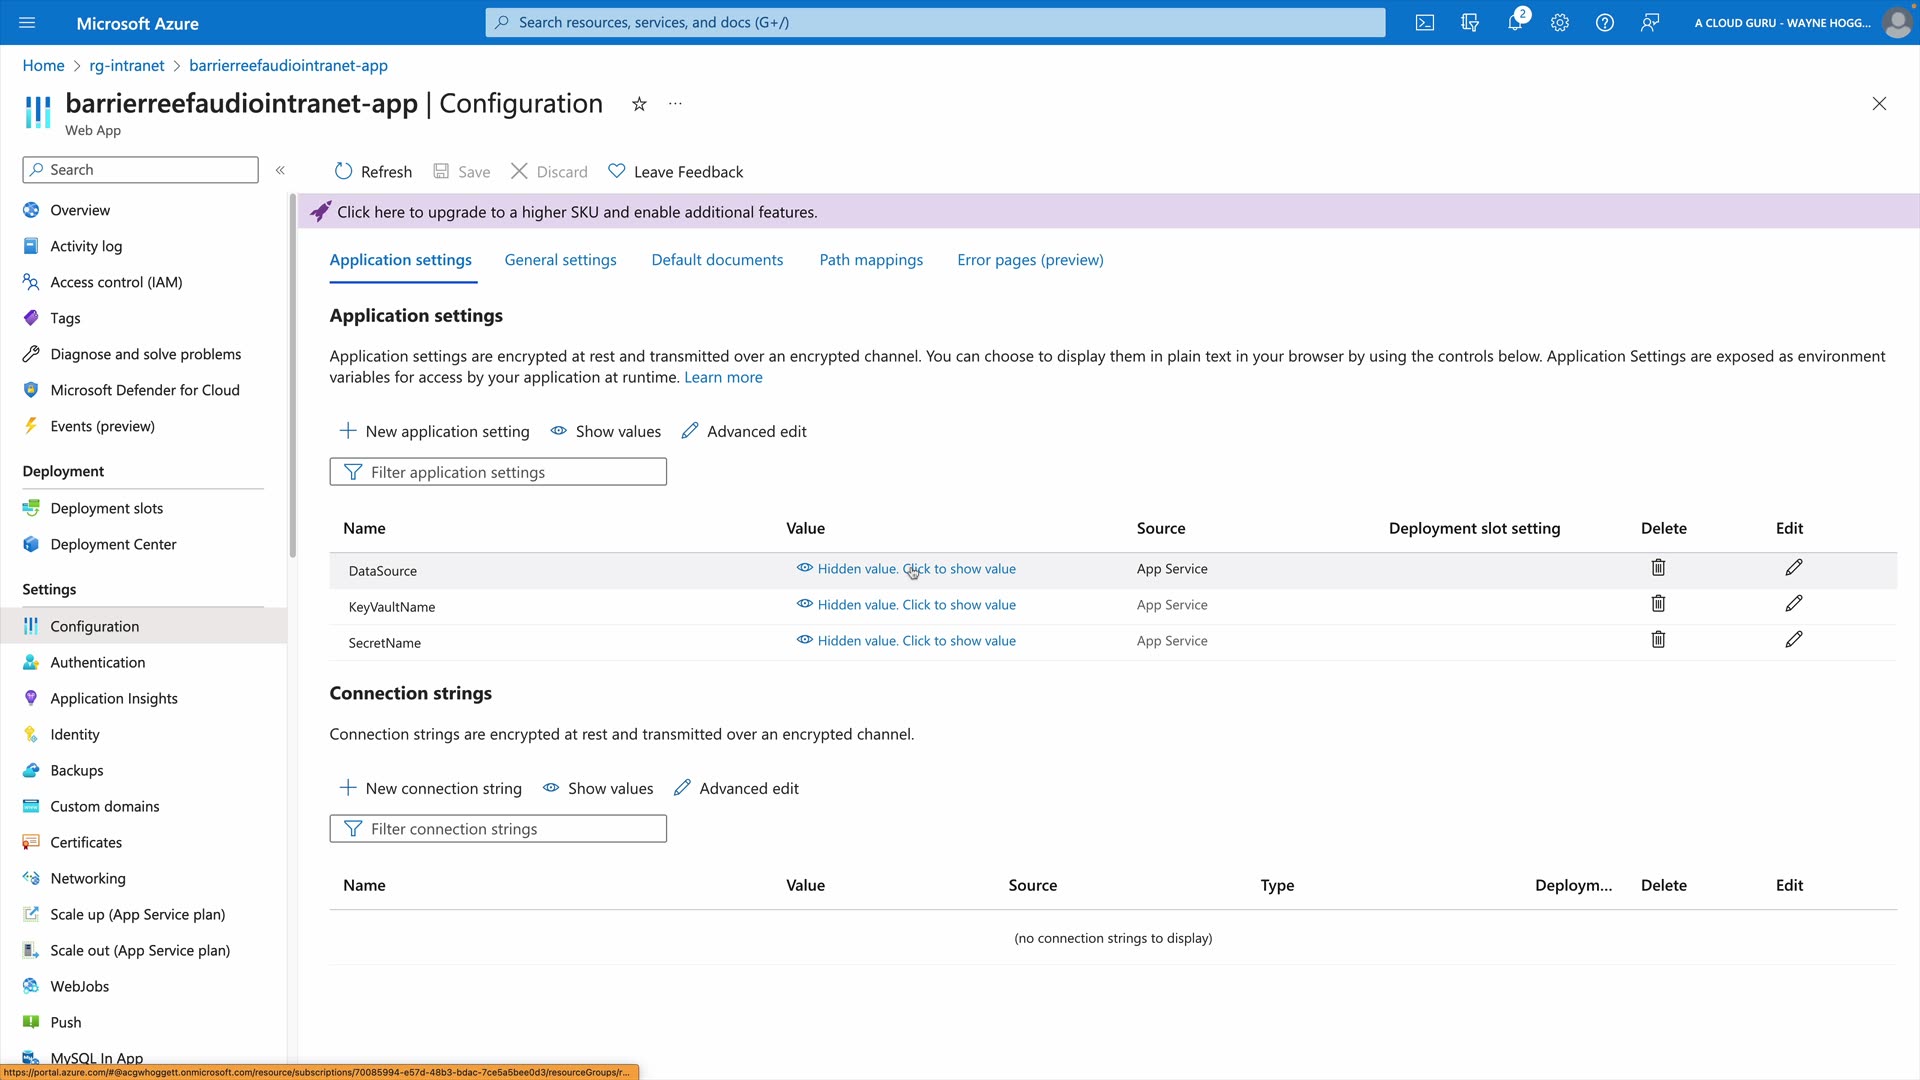 Microsoft Azure
Search resources, services, and docs (G+/)
2
A CLOUD GURU - WAYNE HOGG...
Home > rg-intranet > barrierreefaudiointranet-app
barrierreefaudiointranet-app | Configuration
Web App
Search
Overview
Activity log
Access control (IAM)
Tags
Diagnose and solve problems
Microsoft Defender for Cloud
Events (preview)
Deployment
Deployment slots
Deployment Center
Settings
Configuration
Authentication
Application Insights
Identity
Backups
Custom domains
Certificates
Networking
Scale up (App Service plan)
Scale out (App Service plan)
WebJobs
Push
MySQL In App
Refresh Save Discard Leave Feedback
Click here to upgrade to a higher SKU and enable additional features.
Application settings General settings Default documents Path mappings Error pages (preview)
Application settings
Application settings are encrypted at rest and transmitted over an encrypted channel. You can choose to display them in plain text in your browser by using the controls below. Application Settings are exposed as environment
variables for access by your application at runtime. Learn more
New application setting Show values Advanced edit
Filter application settings
Name Value Source Deployment slot setting Delete Edit
DataSource Hidden value. Click to show value App Service
KeyVaultName Hidden value. Click to show value App Service
SecretName Hidden value. Click to show value App Service
Connection strings
Connection strings are encrypted at rest and transmitted over an encrypted channel.
New connection string Show values Advanced edit
Filter connection strings
Name Value Source Type Deploym... Delete Edit
(no connection strings to display)
https://portal.azure.com/#@acgwhoggett.onmicrosoft.com/resource/subscriptions/70085994-e57d-48b3-bdac-7ce5a5bee0d3/resourceGroups/r...